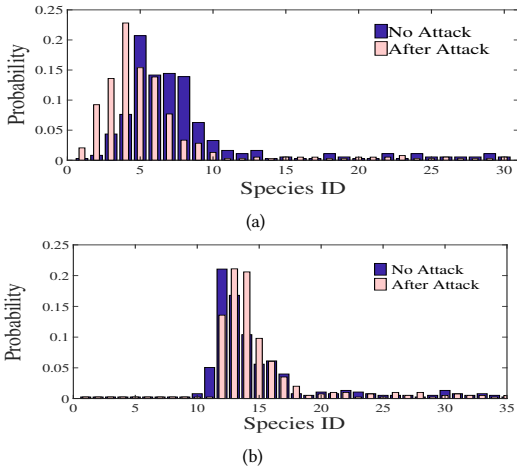 0.25
0.2
0.15
0.1
0.05
0
Probability
No Attack
After Attack
0 5 10 15 20 25 30
Species ID
(a)
0.25
0.2
0.15
0.1
0.05
0
Probability
No Attack
After Attack
0 5 10 15 20 25 30 35
Species ID
(b)